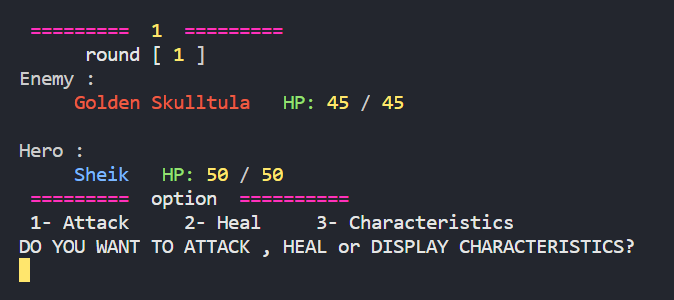 ========= 1 =========
round [ 1 ]
Enemy :
Golden Skulltula HP: 45 / 45
Hero :
Sheik HP: 50 / 50
========= option ==========
1- Attack 2- Heal 3- Characteristics
DO YOU WANT TO ATTACK , HEAL or DISPLAY CHARACTERISTICS?